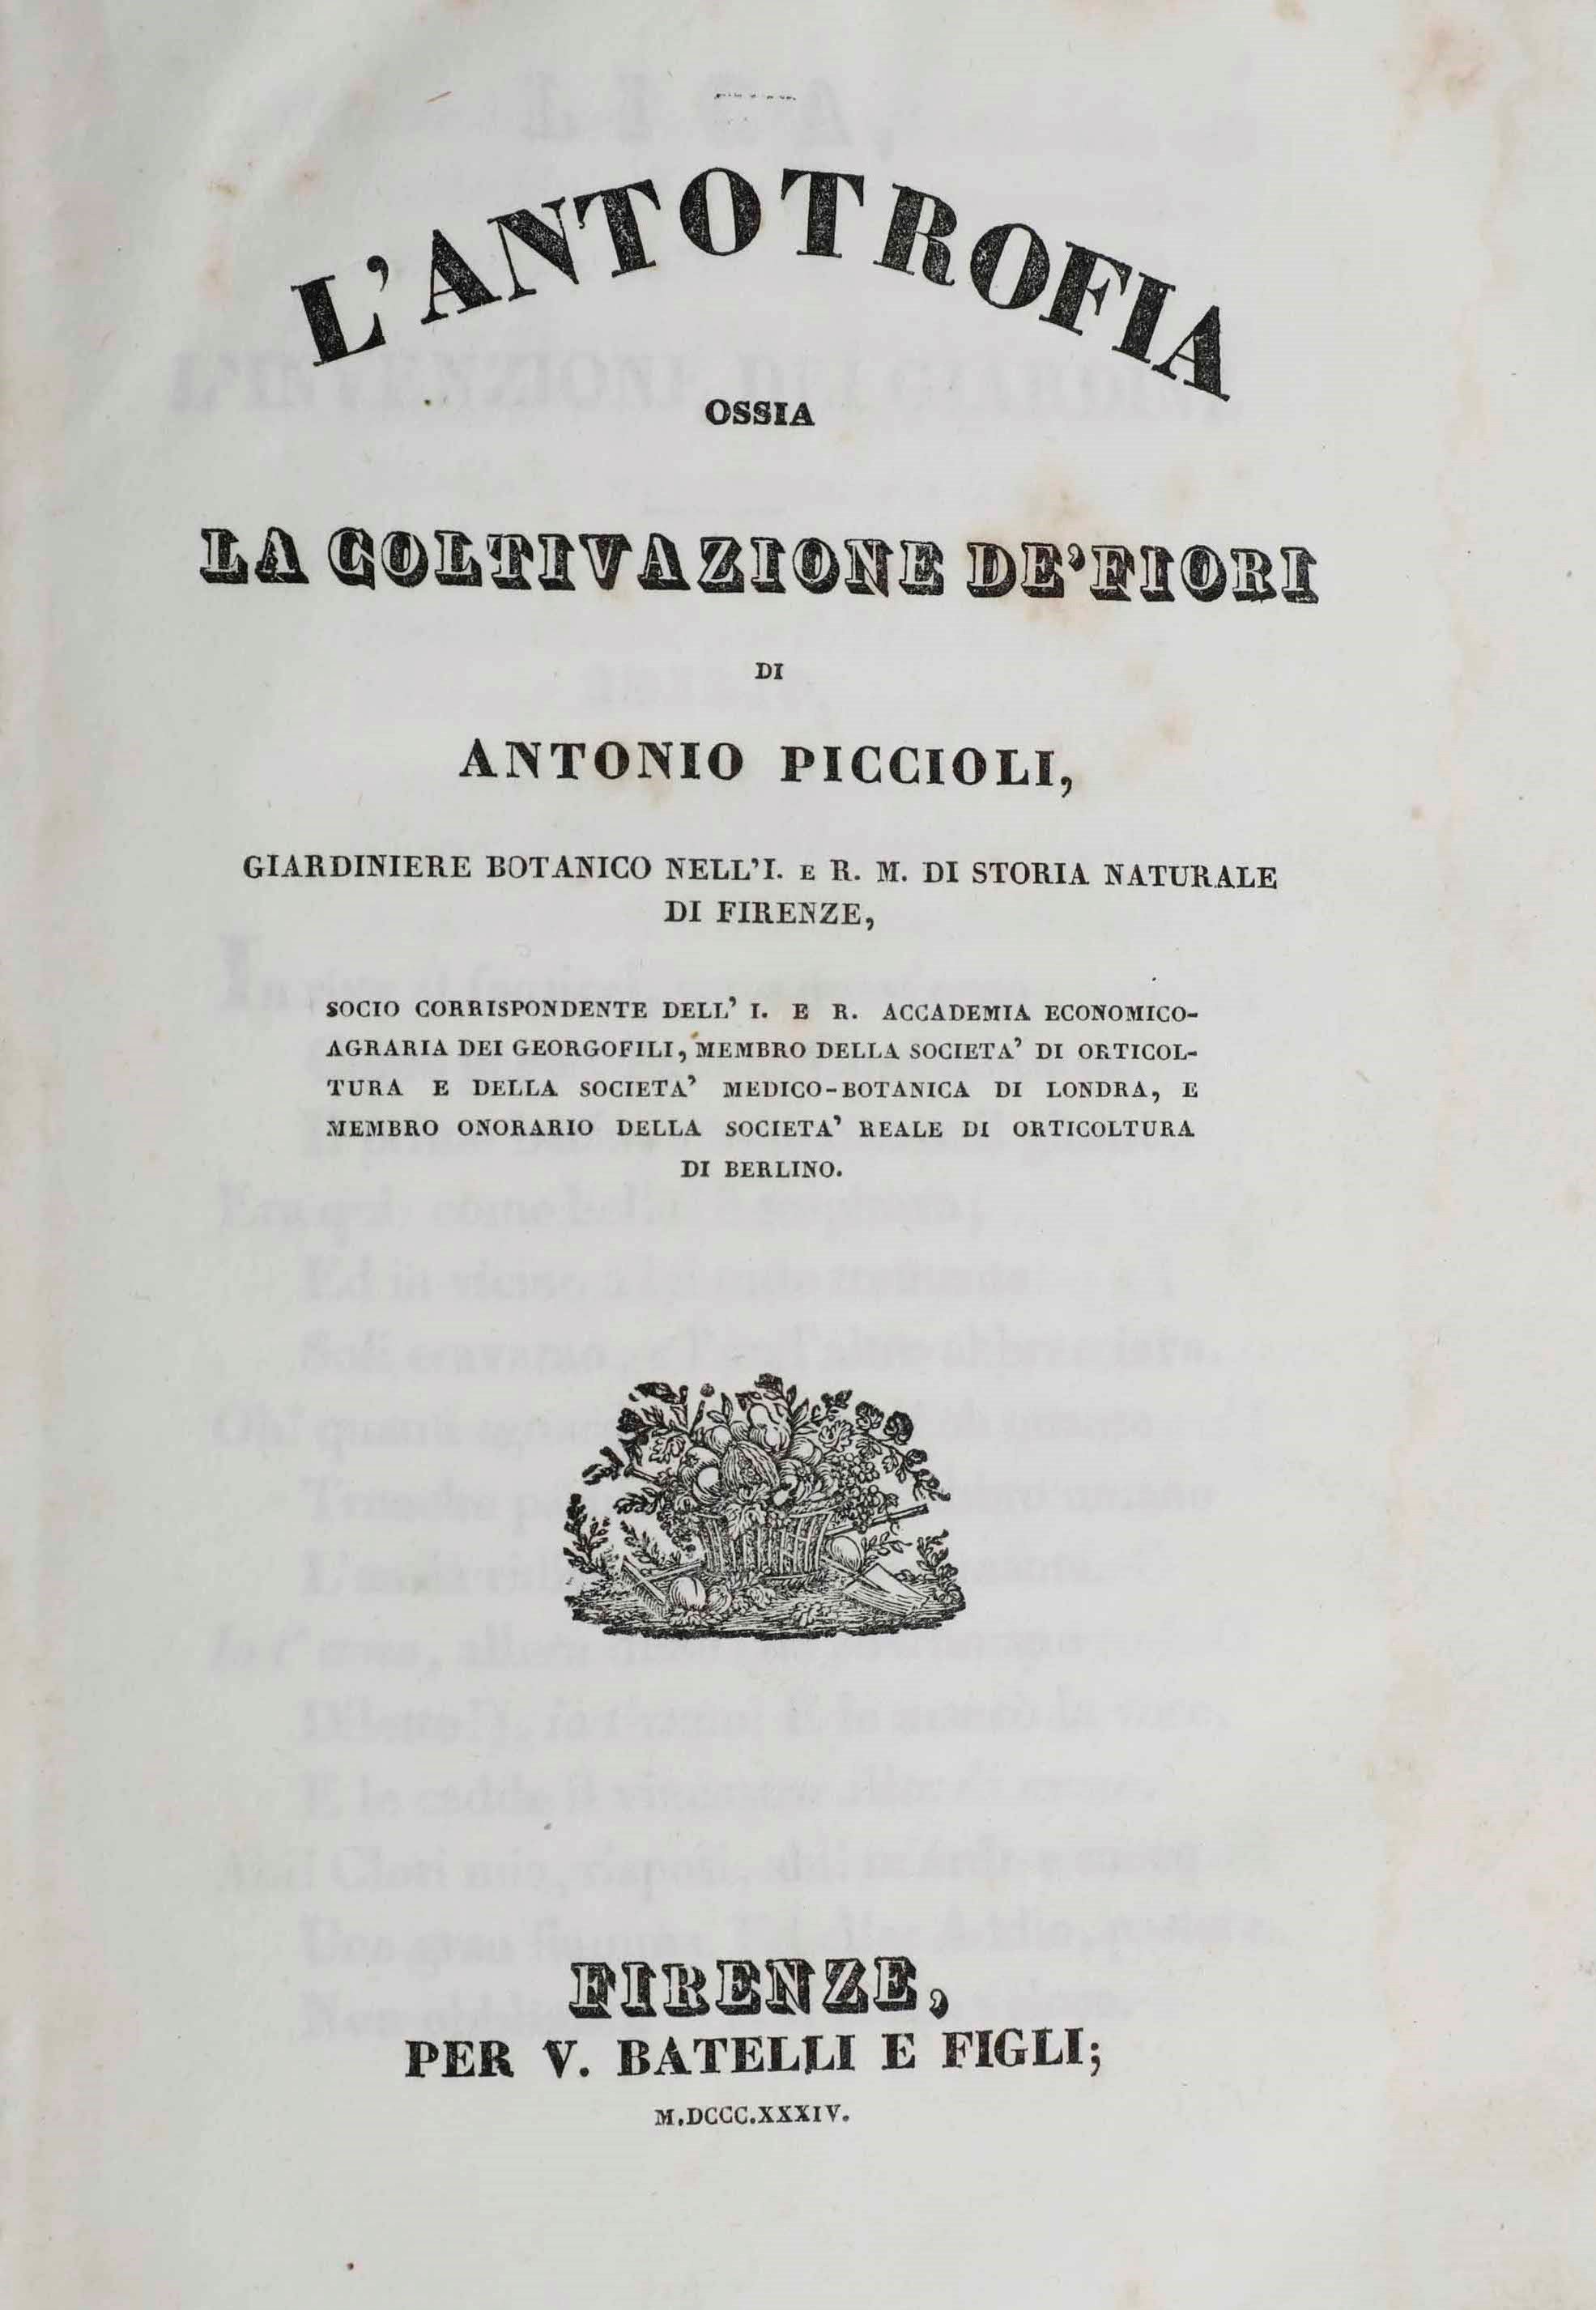 L'ANTOTROFIA
OSSIA
LA COLTIVAZIONE DE'FIORI
DI
ANTONIO PICCIOLI,
GIARDINIERE BOTANICO NELL'I. E R. M. DI STORIA NATURALE
DI FIRENZE,
SOCIO CORRISPONDENTE DELL' I. E R. ACCADEMIA ECONOMICO-
AGRARIA DEI GEORGOFILI, MEMBRO DELLA SOCIETA' DI ORTICOL-
TURA E DELLA SOCIETA' MEDICO-BOTANICA DI LONDRA, E
MEMBRO ONORARIO DELLA SOCIETA' REALE DI ORTICOLTURA
DI BERLINO.
FIRENZE,
PER V. BATELLI E FIGLI;
M.DCCC.XXXIV.